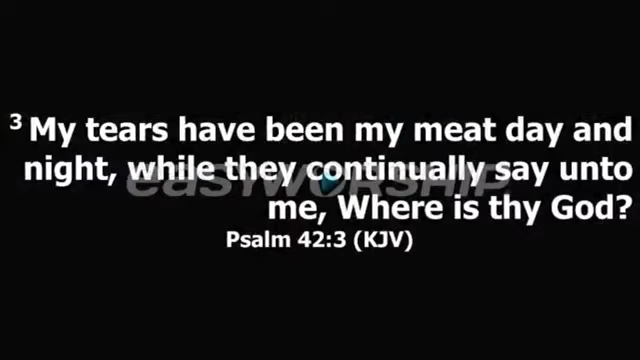 3 My tears have been my meat day and
night, while they continually say unto
easyworship
me, Where is thy God?
Psalm 42:3 (KJV)